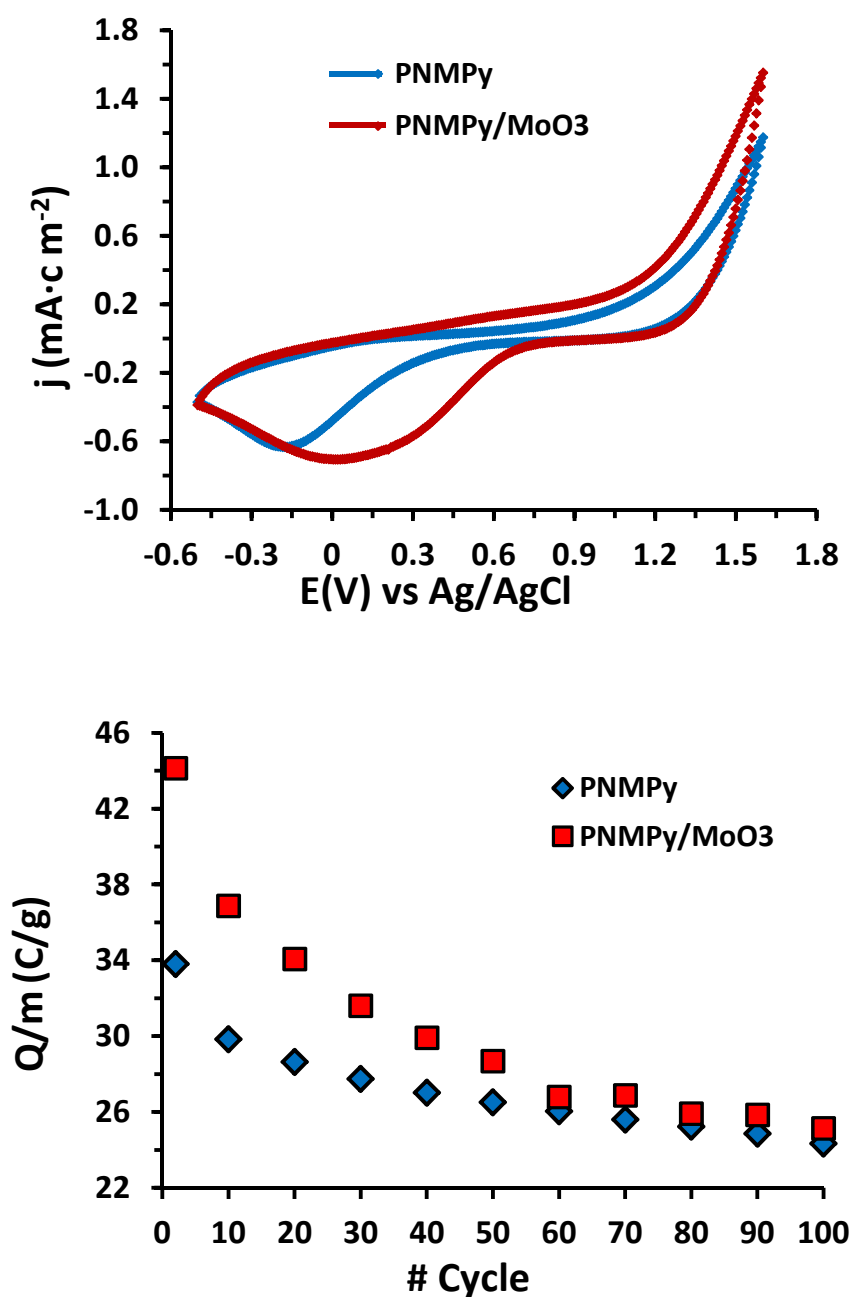 1.8
1.4
1.0
0.6
0.2
-0.2
-0.6
-1.0
j (mA·c m⁻²)
PNMPy
PNMPy/MoO3
-0.6 -0.3 0 0.3 0.6 0.9 1.2 1.5 1.8
E(V) vs Ag/AgCl
46
42
38
34
30
26
22
Q/m (C/g)
PNMPy
PNMPy/MoO3
0 10 20 30 40 50 60 70 80 90 100
# Cycle